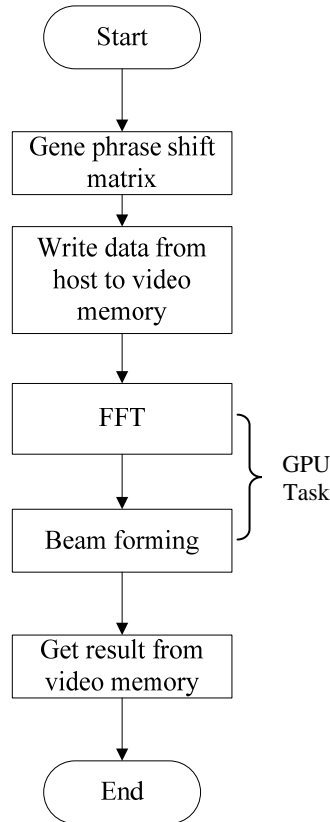 Start
Gene phrase shift
matrix
Write data from
host to video
memory
FFT
GPU
Task
Beam forming
Get result from
video memory
End